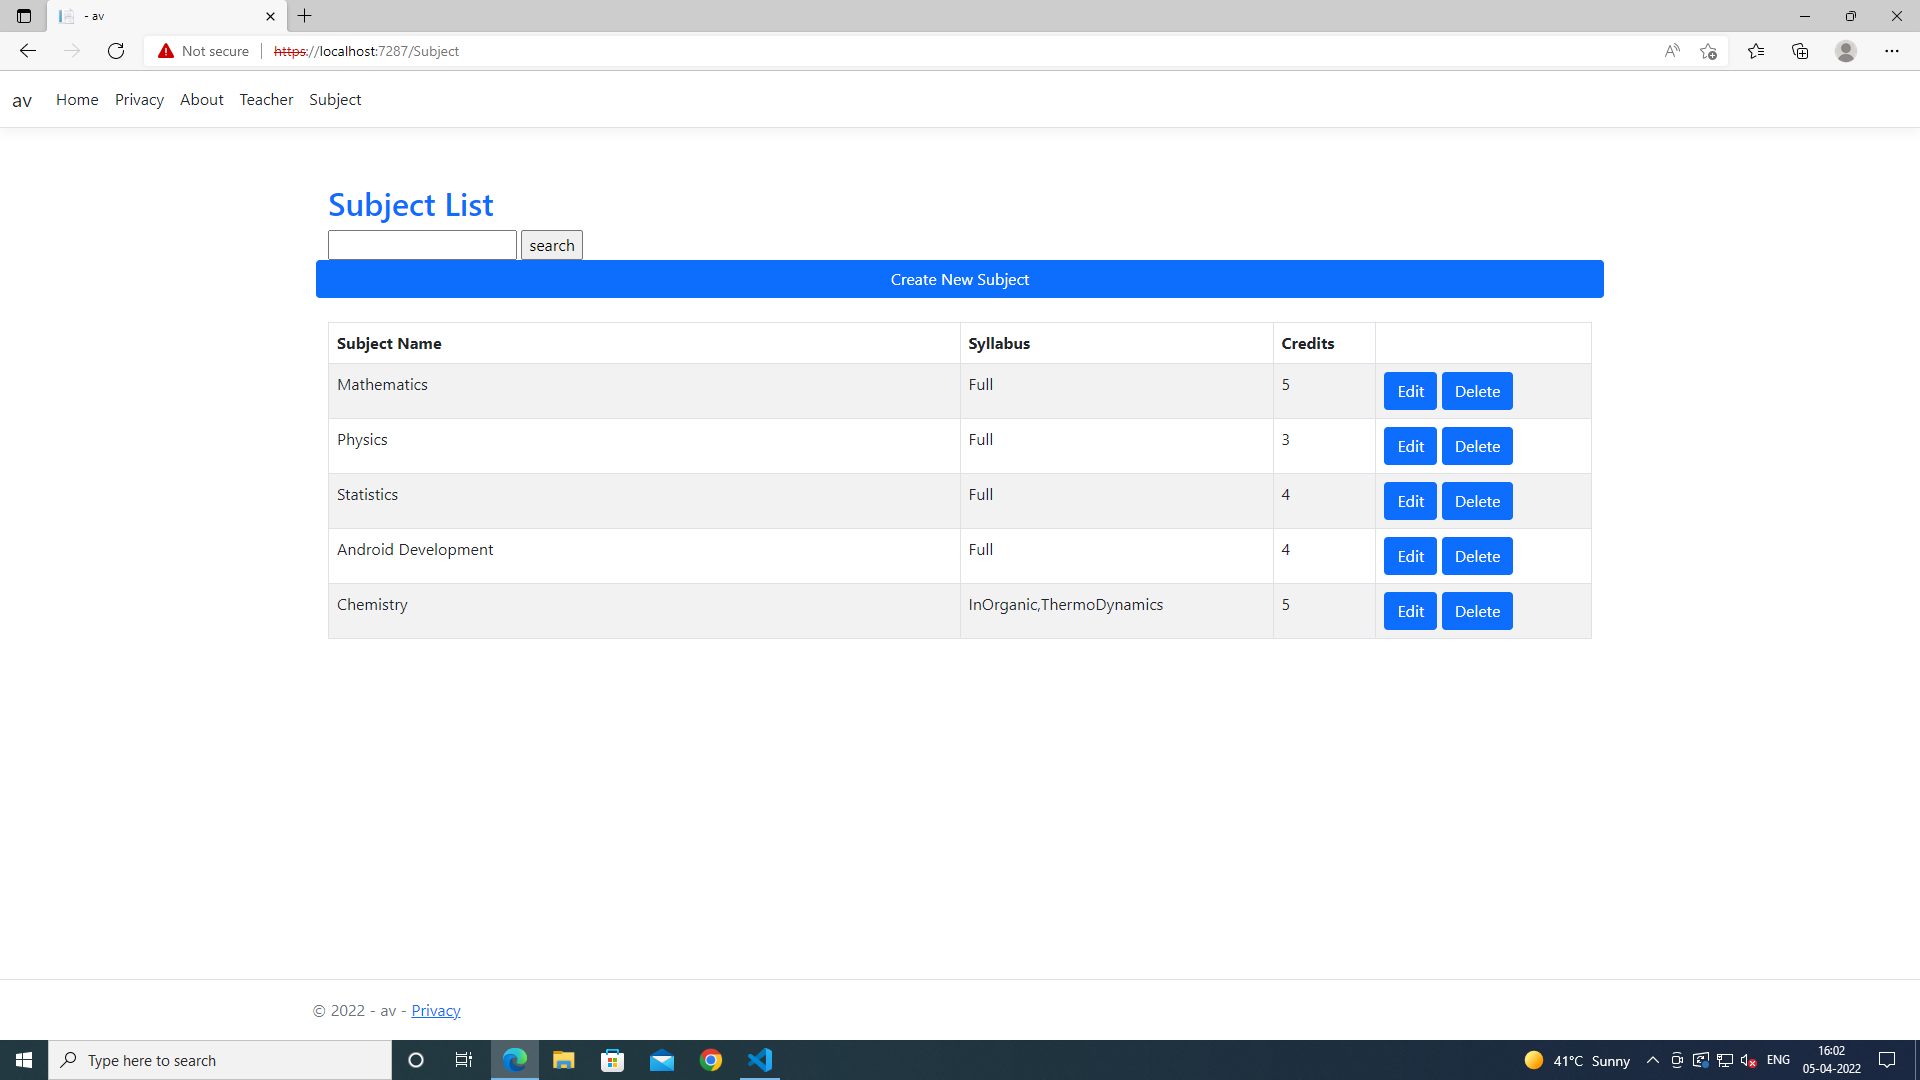 - av
Not secure
https://localhost:7287/Subject
av Home Privacy About Teacher Subject
Subject List
search
Create New Subject
Subject Name Syllabus Credits
Mathematics Full 5 Edit Delete
Physics Full 3 Edit Delete
Statistics Full 4 Edit Delete
Android Development Full 4 Edit Delete
Chemistry InOrganic,ThermoDynamics 5 Edit Delete
© 2022 - av - Privacy
Type here to search
41°C Sunny
ENG
16:02
05-04-2022